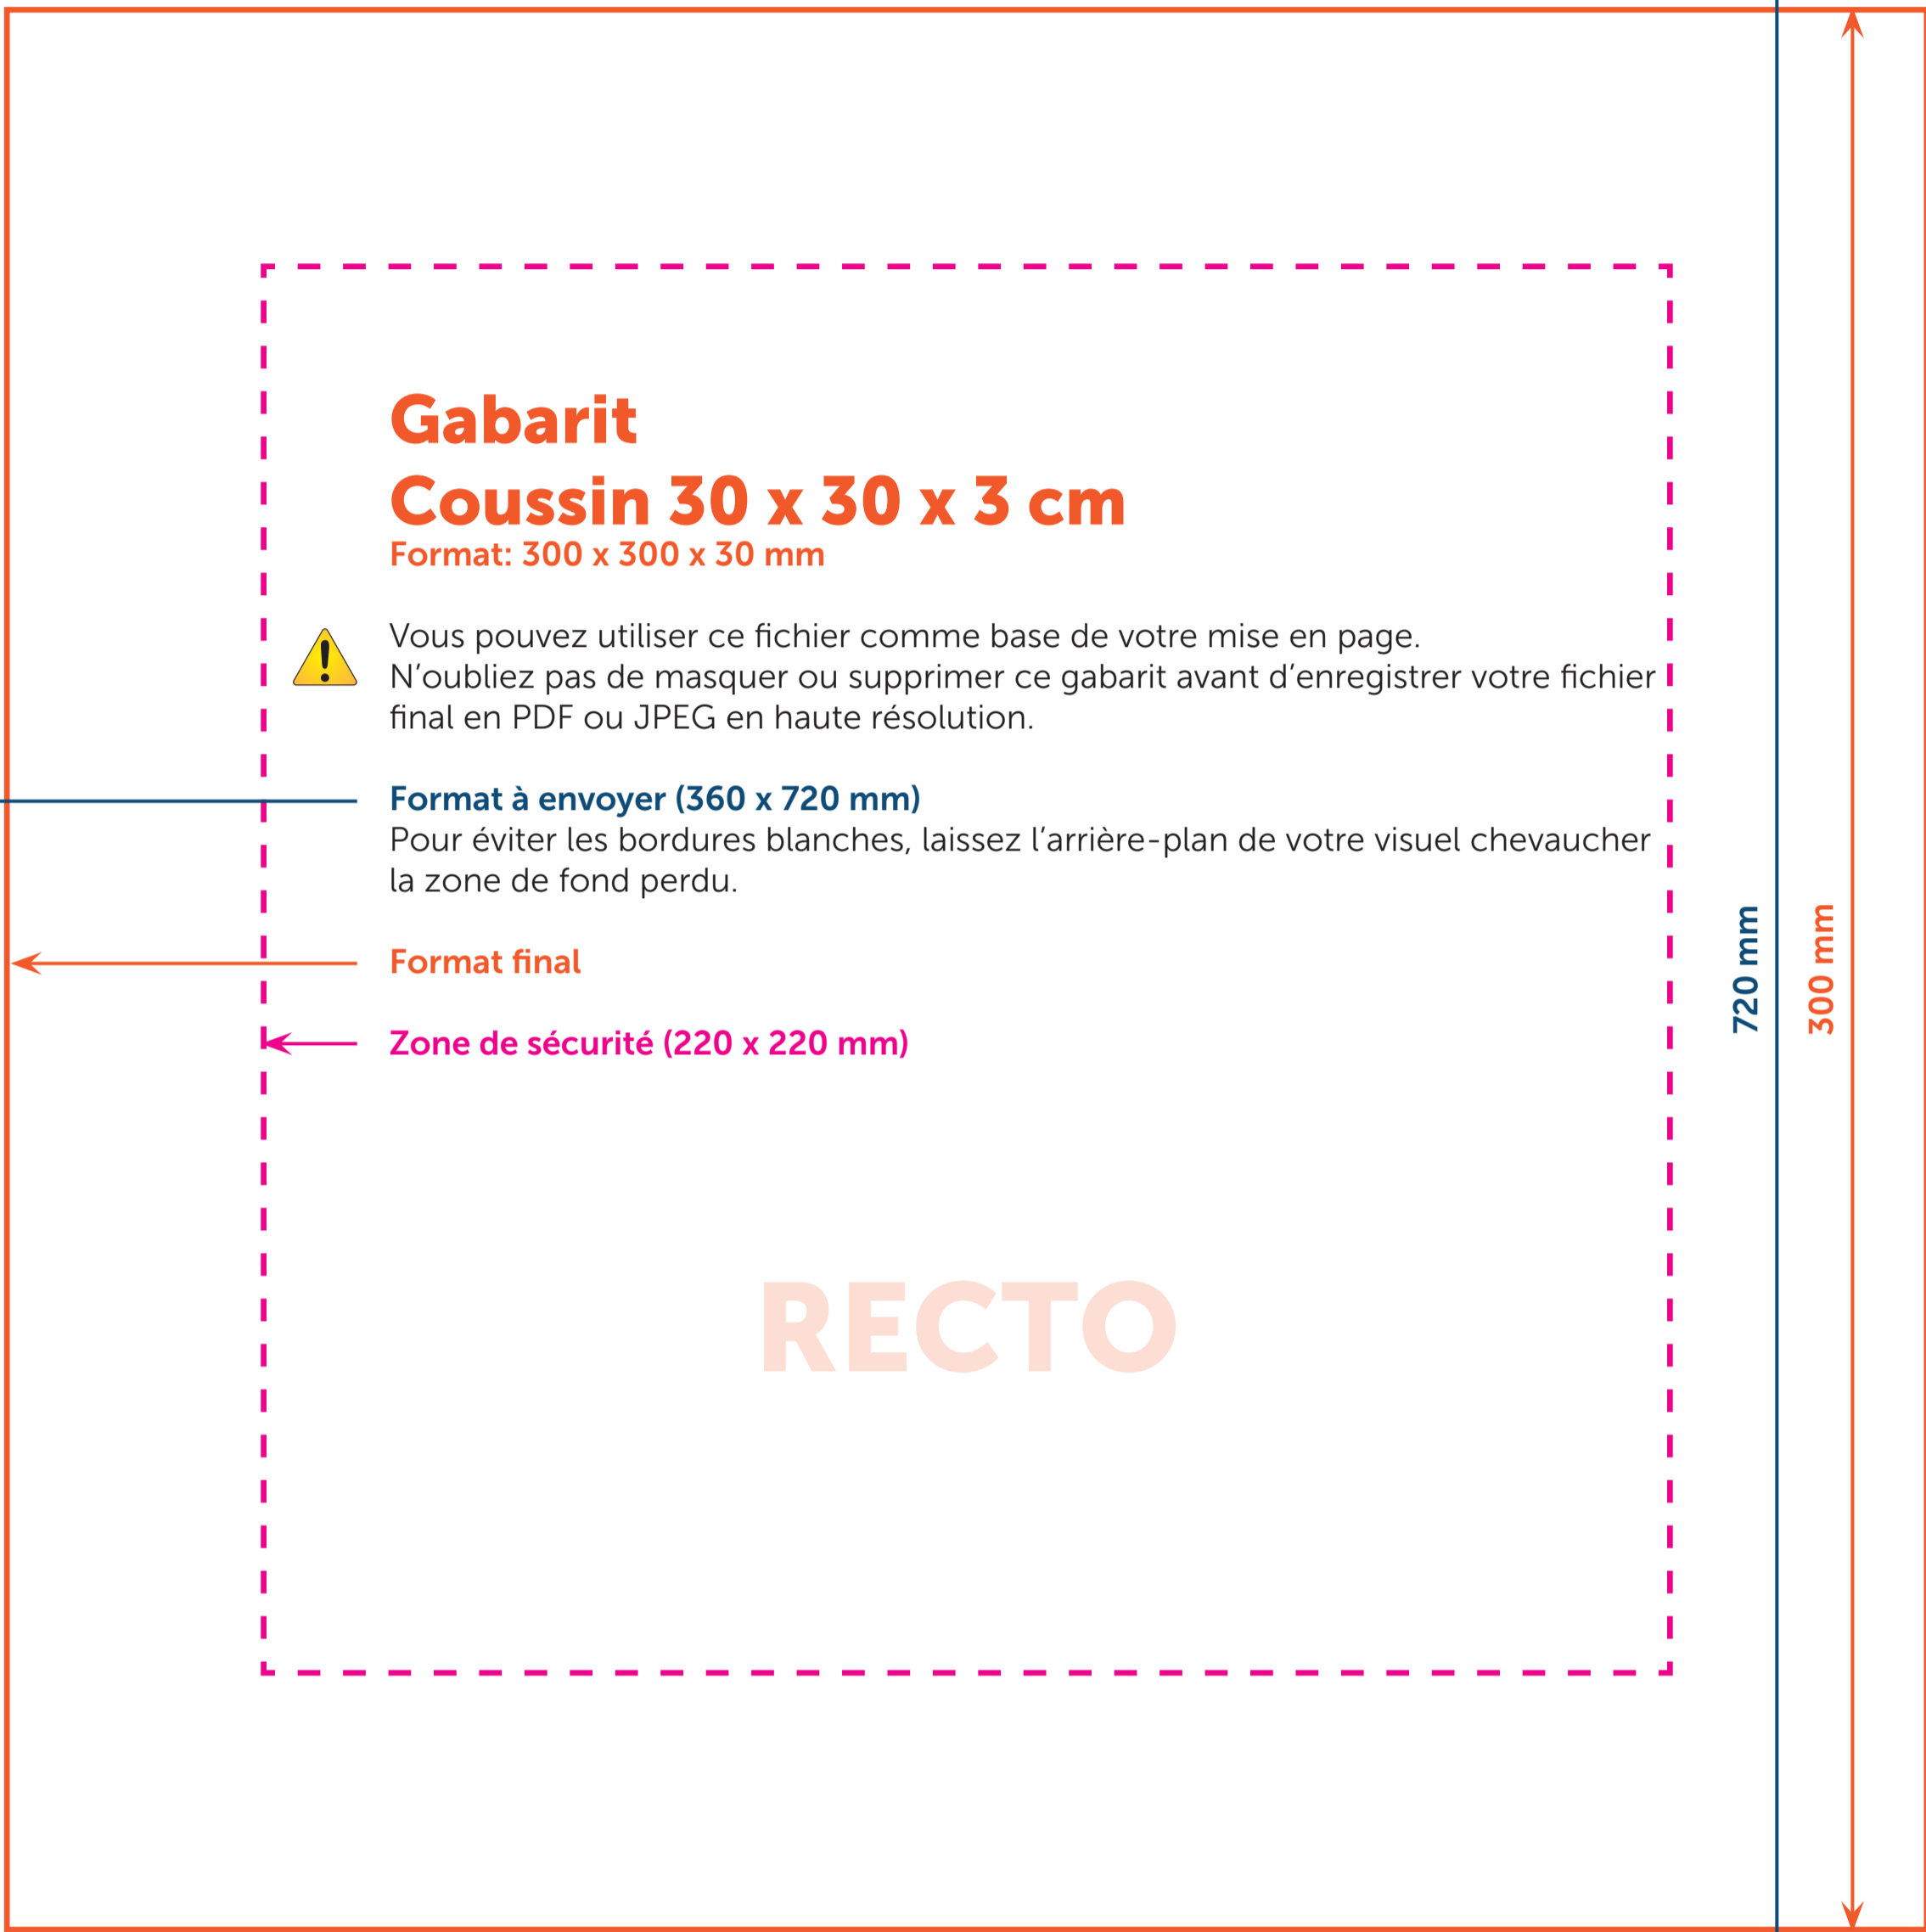 Gabarit
Coussin 30 x 30 x 3 cm
Format: 300 x 300 x 30 mm
Vous pouvez utiliser ce fichier comme base de votre mise en page.
N’oubliez pas de masquer ou supprimer ce gabarit avant d’enregistrer votre fichier
final en PDF ou JPEG en haute résolution.
Format à envoyer (360 x 720 mm)
Pour éviter les bordures blanches, laissez l’arrière-plan de votre visuel chevaucher
la zone de fond perdu.
Format final
Zone de sécurité (220 x 220 mm)
720 mm
300 mm
RECTO